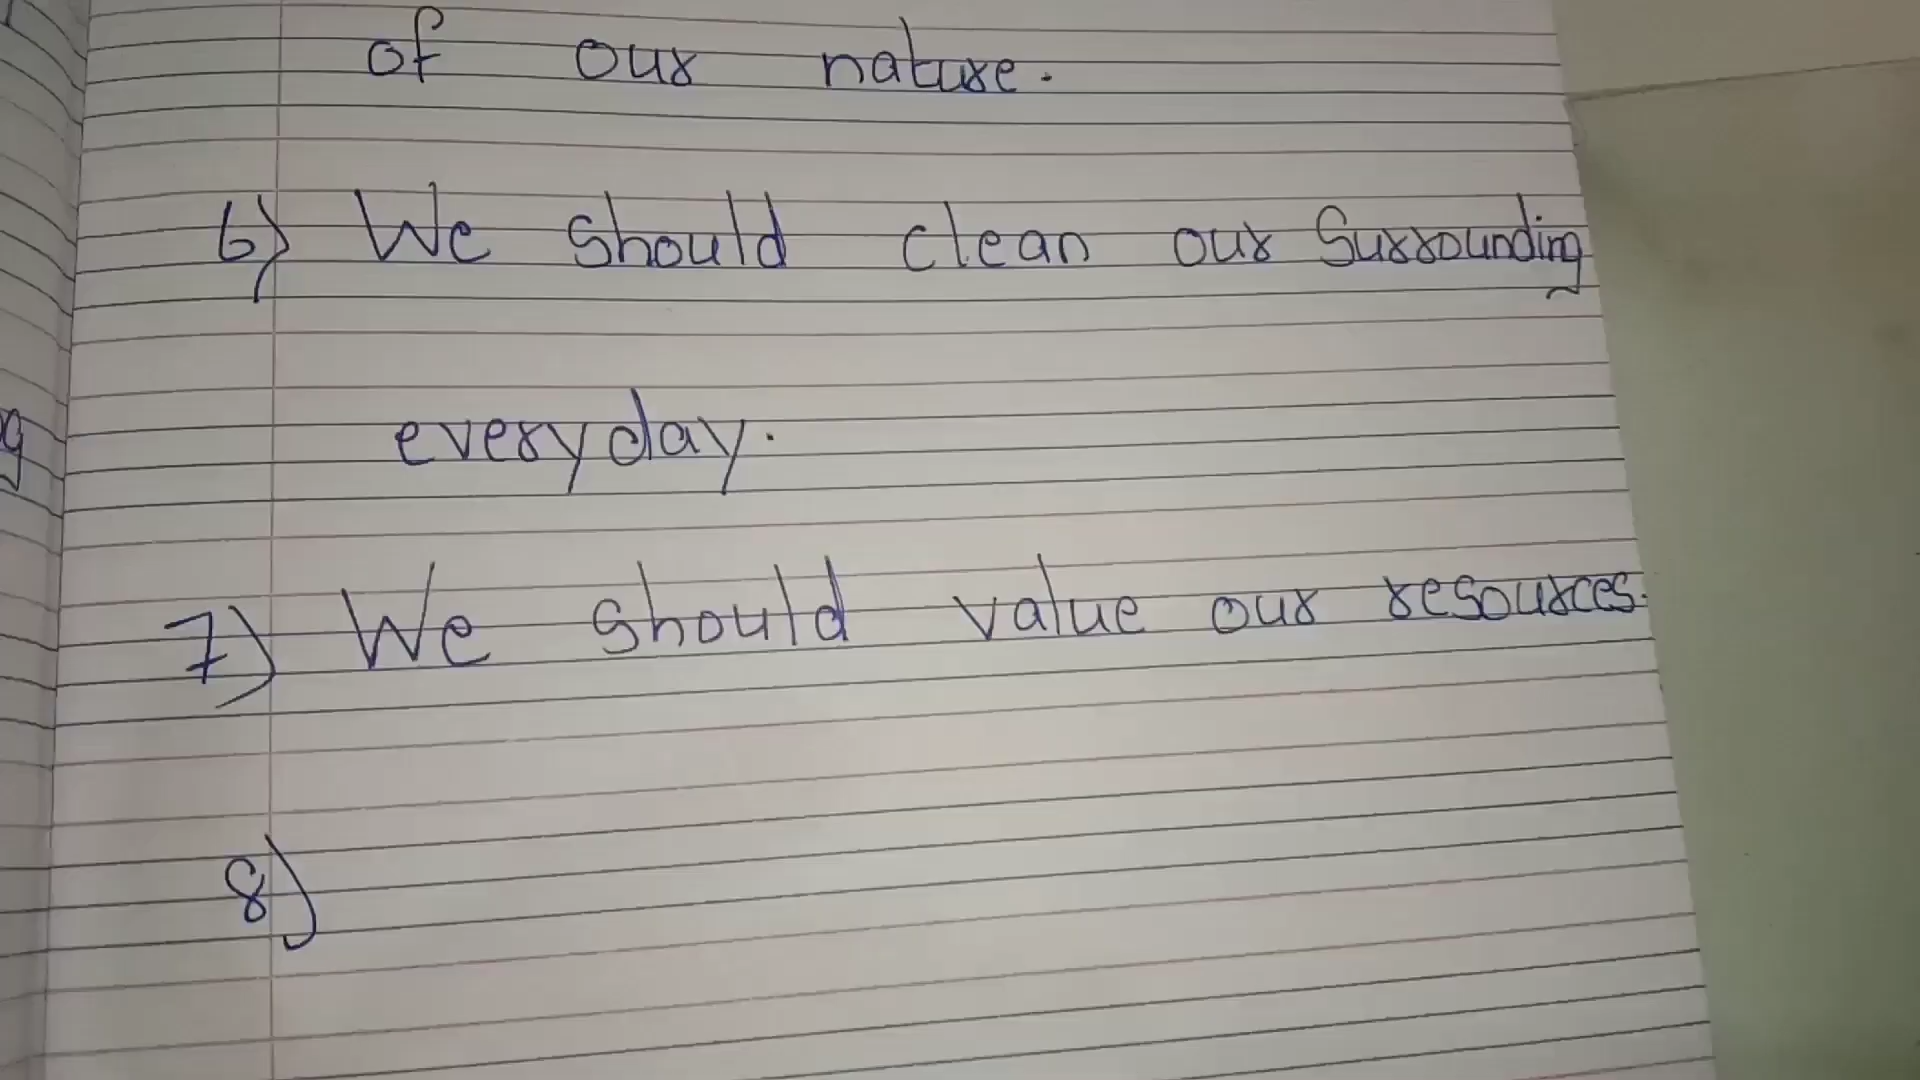 of our nature.
6) We should clean our Surrounding
everyday.
g
7) We should value our resources.
8)